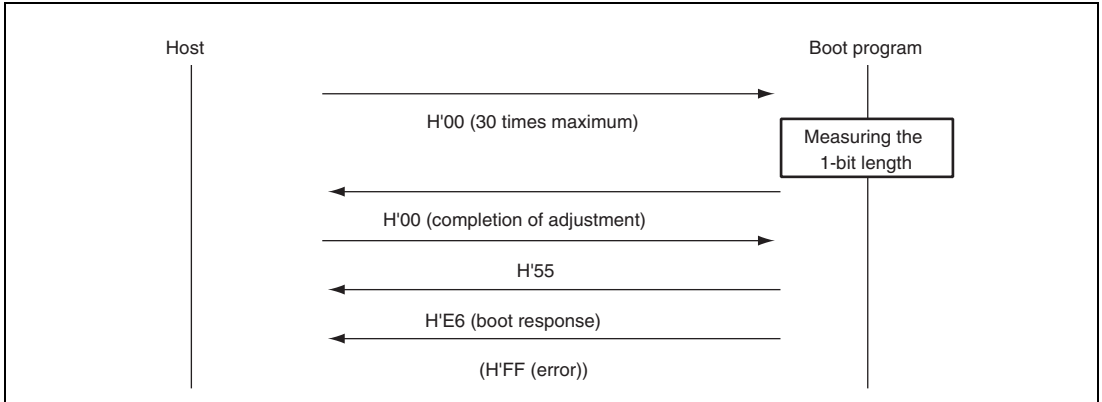 Host
Boot program
H'00 (30 times maximum)
Measuring the
1-bit length
H'00 (completion of adjustment)
H'55
H'E6 (boot response)
(H'FF (error))